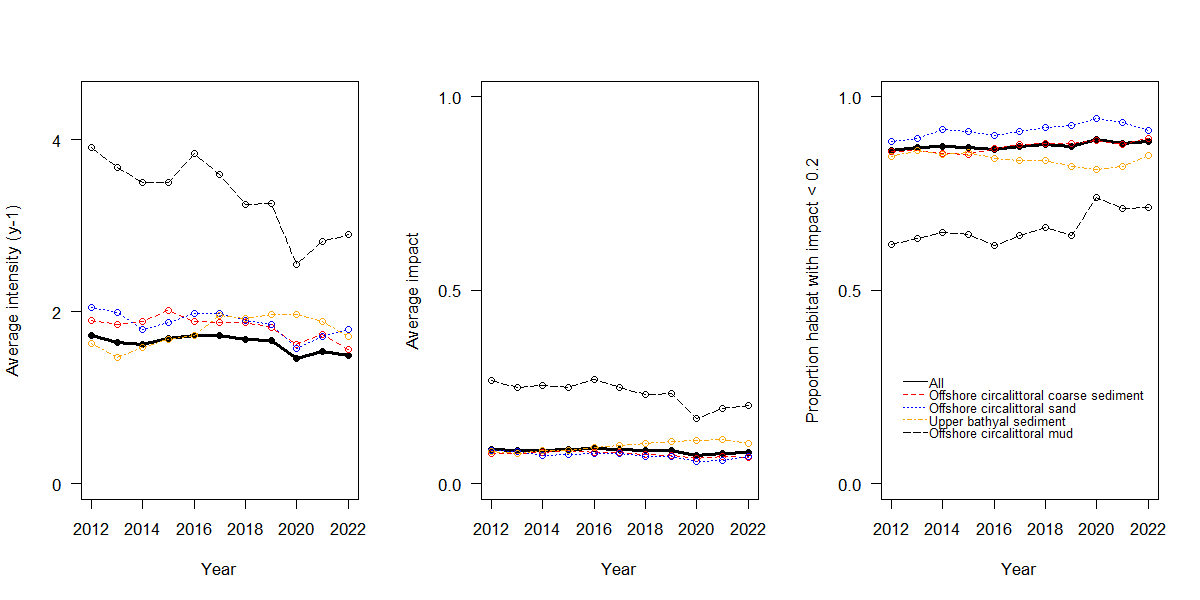 Average intensity (y-1)
4
2
0
2012 2014 2016 2018 2020 2022
Year
Average impact
1.0
0.5
0.0
2012 2014 2016 2018 2020 2022
Year
Proportion habitat with impact < 0.2
1.0
0.5
0.0
All
Offshore circalittoral coarse sediment
Offshore circalittoral sand
Upper bathyal sediment
Offshore circalittoral mud
2012 2014 2016 2018 2020 2022
Year